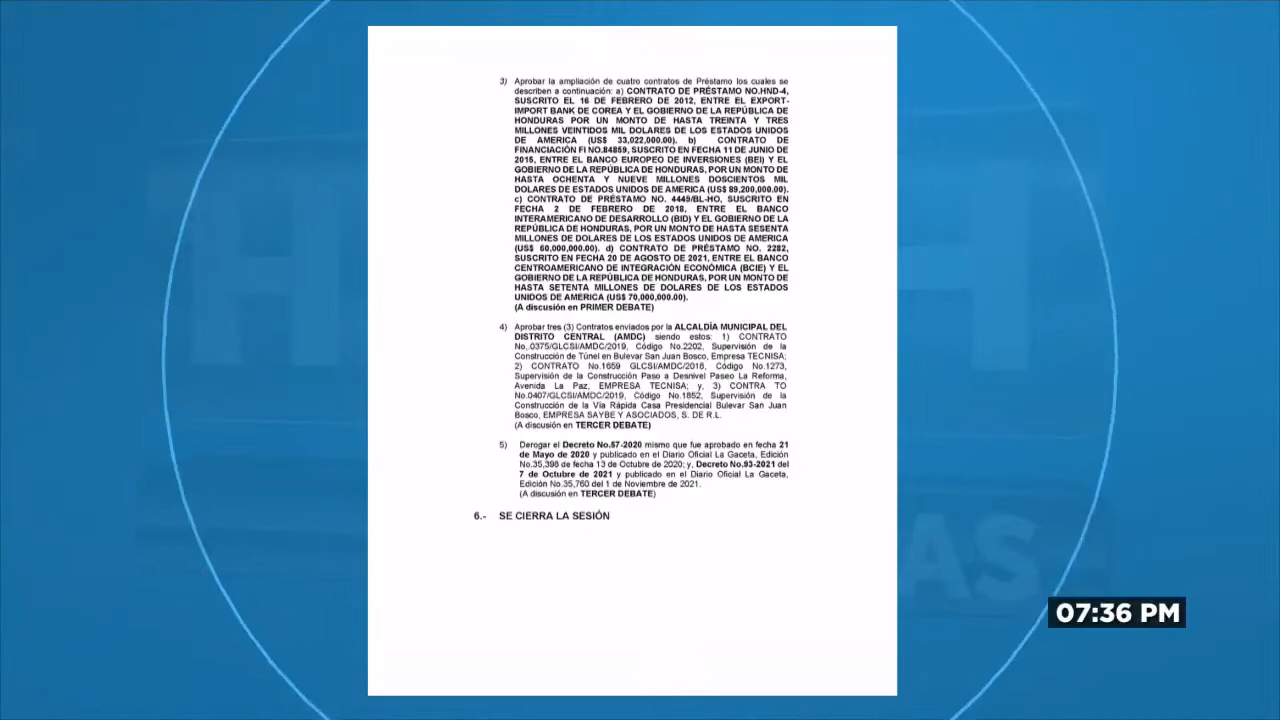 3) Aprobar la ampliación de cuatro contratos de Préstamo los cuales se
describen a continuación: a) CONTRATO DE PRÉSTAMO NO.HND-4,
SUSCRITO EL 16 DE FEBRERO DE 2012, ENTRE EL EXPORT-
IMPORT BANK DE COREA Y EL GOBIERNO DE LA REPÚBLICA DE
HONDURAS POR UN MONTO DE HASTA TREINTA Y TRES
MILLONES VEINTIDOS MIL DOLARES DE LOS ESTADOS UNIDOS
DE AMERICA (US$ 33,022,000.00). b) CONTRATO DE
FINANCIACIÓN FI NO.84859, SUSCRITO EN FECHA 11 DE JUNIO DE
2015, ENTRE EL BANCO EUROPEO DE INVERSIONES (BEI) Y EL
GOBIERNO DE LA REPÚBLICA DE HONDURAS, POR UN MONTO DE
HASTA OCHENTA Y NUEVE MILLONES DOSCIENTOS MIL
DOLARES DE ESTADOS UNIDOS DE AMERICA (US$ 89,200,000.00).
c) CONTRATO DE PRÉSTAMO NO. 4449/BL-HO, SUSCRITO EN
FECHA 2 DE FEBRERO DE 2018, ENTRE EL BANCO
INTERAMERICANO DE DESARROLLO (BID) Y EL GOBIERNO DE LA
REPÚBLICA DE HONDURAS, POR UN MONTO DE HASTA SESENTA
MILLONES DE DOLARES DE LOS ESTADOS UNIDOS DE AMERICA
(US$ 60,000,000.00). d) CONTRATO DE PRÉSTAMO NO. 2282,
SUSCRITO EN FECHA 20 DE AGOSTO DE 2021, ENTRE EL BANCO
CENTROAMERICANO DE INTEGRACIÓN ECONÓMICA (BCIE) Y EL
GOBIERNO DE LA REPÚBLICA DE HONDURAS, POR UN MONTO DE
HASTA SETENTA MILLONES DE DOLARES DE LOS ESTADOS
UNIDOS DE AMERICA (US$ 70,000,000.00).
(A discusión en PRIMER DEBATE)
4) Aprobar tres (3) Contratos enviados por la ALCALDÍA MUNICIPAL DEL
DISTRITO CENTRAL (AMDC) siendo estos: 1) CONTRATO
No,.0375/GLCSI/AMDC/2019, Código No.2202, Supervisión de la
Construcción de Túnel en Bulevar San Juan Bosco, Empresa TECNISA;
2) CONTRATO No.1659 GLCSI/AMDC/2018, Código No.1273,
Supervisión de la Construcción Paso a Desnivel Paseo La Reforma,
Avenida La Paz, EMPRESA TECNISA; y, 3) CONTRA TO
No.0407/GLCSI/AMDC/2019, Código No.1852, Supervisión de la
Construcción de la Vía Rápida Casa Presidencial Bulevar San Juan
Bosco, EMPRESA SAYBE Y ASOCIADOS, S. DE R.L.
(A discusión en TERCER DEBATE)
5) Derogar el Decreto No.57-2020 mismo que fue aprobado en fecha 21
de Mayo de 2020 y publicado en el Diario Oficial La Gaceta, Edición
No.35,398 de fecha 13 de Octubre de 2020; y, Decreto No.93-2021 del
7 de Octubre de 2021 y publicado en el Diario Oficial La Gaceta,
Edición No.35,760 del 1 de Noviembre de 2021.
(A discusión en TERCER DEBATE)
6.- SE CIERRA LA SESIÓN
07:36 PM